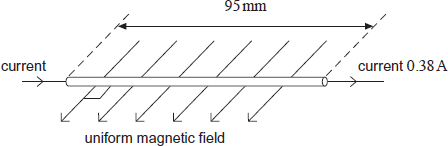 95 mm
current
current 0.38 A
uniform magnetic field